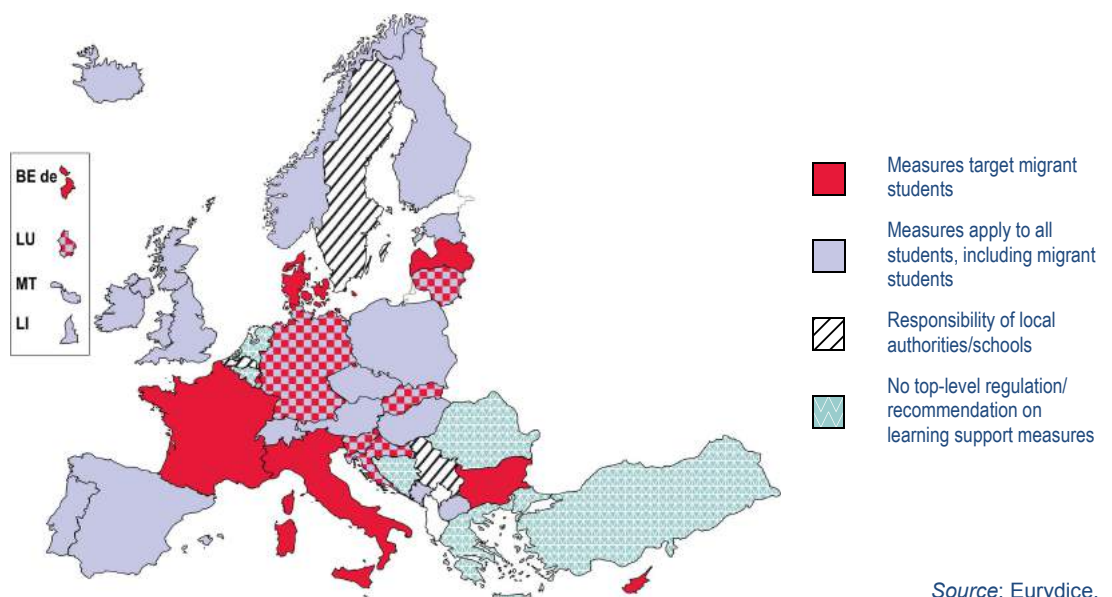 BE de
LU
MT
LI
Measures target migrant
students
Measures apply to all
students, including migrant
students
Responsibility of local
authorities/schools
No top-level regulation/
recommendation on
learning support measures
Source: Eurydice.